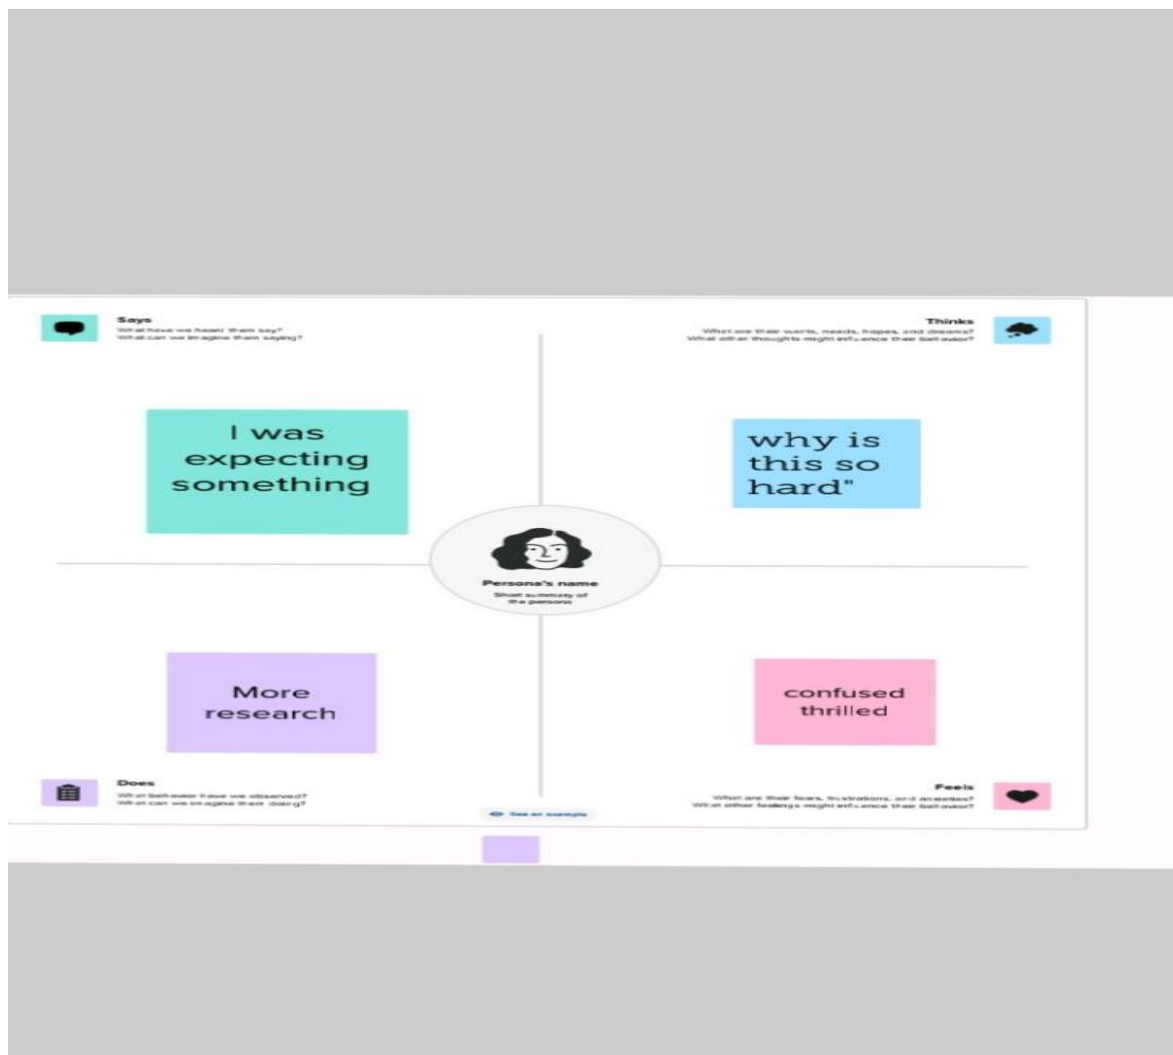 Says
What have we heard them say?
What can we imagine them saying?
Thinks
What are their wants, needs, hopes, and dreams?
What other thoughts might influence their behavior?
I was
expecting
something
why is
this so
hard"
Persona's name
Short summary of
the persona
More
research
confused
thrilled
Does
What behavior have we observed?
What can we imagine them doing?
Feels
What are their fears, frustrations, and anxieties?
What other feelings might influence their behavior?
See an example